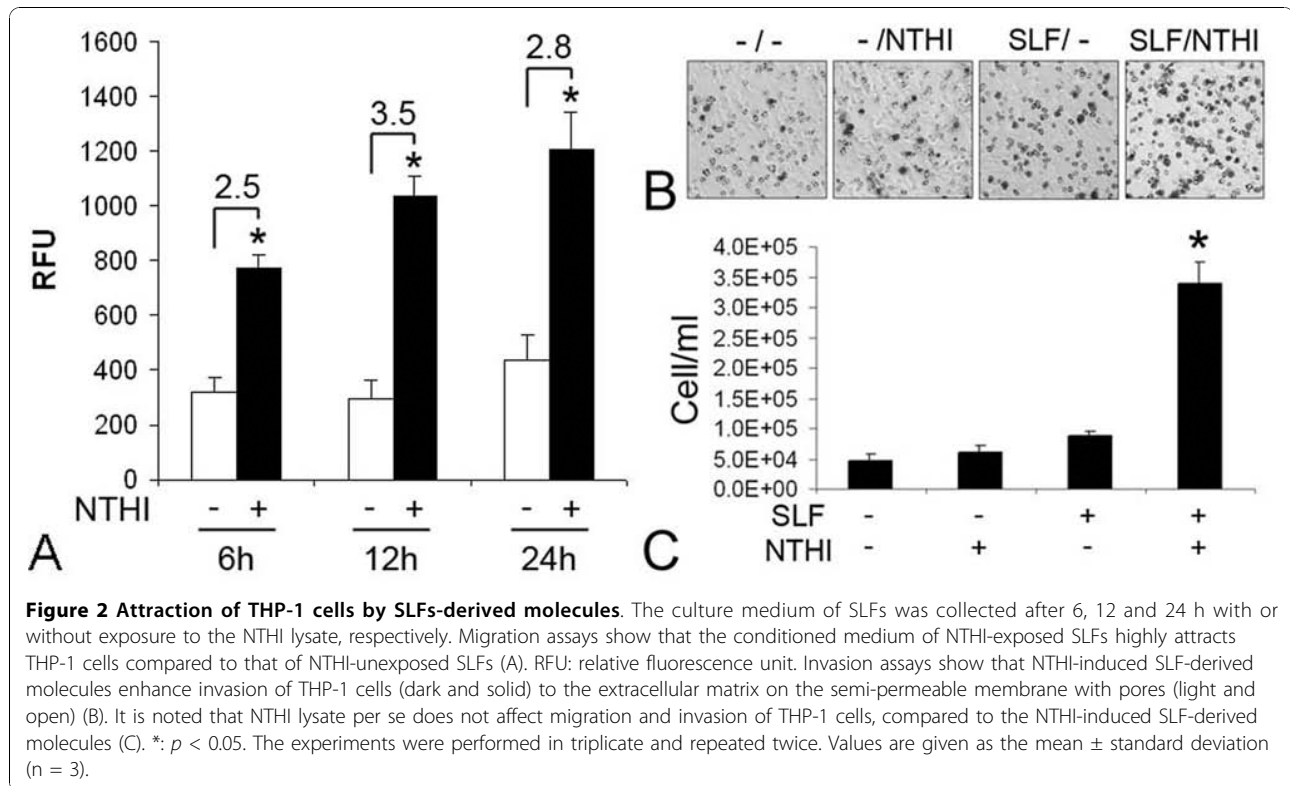 1600
1400
1200
1000
800
600
400
200
0
RFU
2.5
*
3.5
*
2.8
*
NTHI - + - + - +
6h 12h 24h
A
- / - - /NTHI SLF/ - SLF/NTHI
B
4.0E+05
3.5E+05
3.0E+05
2.5E+05
2.0E+05
1.5E+05
1.0E+05
5.0E+04
0.0E+00
Cell/ml
*
SLF - - + +
NTHI - + - +
C
Figure 2 Attraction of THP-1 cells by SLFs-derived molecules. The culture medium of SLFs was collected after 6, 12 and 24 h with or
without exposure to the NTHI lysate, respectively. Migration assays show that the conditioned medium of NTHI-exposed SLFs highly attracts
THP-1 cells compared to that of NTHI-unexposed SLFs (A). RFU: relative fluorescence unit. Invasion assays show that NTHI-induced SLF-derived
molecules enhance invasion of THP-1 cells (dark and solid) to the extracellular matrix on the semi-permeable membrane with pores (light and
open) (B). It is noted that NTHI lysate per se does not affect migration and invasion of THP-1 cells, compared to the NTHI-induced SLF-derived
molecules (C). *: p < 0.05. The experiments were performed in triplicate and repeated twice. Values are given as the mean ± standard deviation
(n = 3).